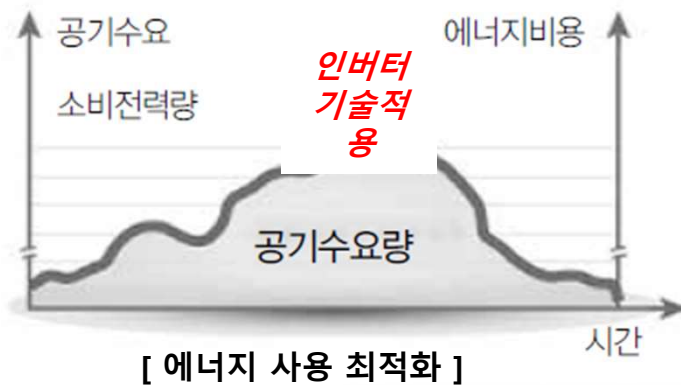 공기수요
에너지비용
소비전력량
인버터
기술적
용
공기수요량
시간
[ 에너지 사용 최적화 ]